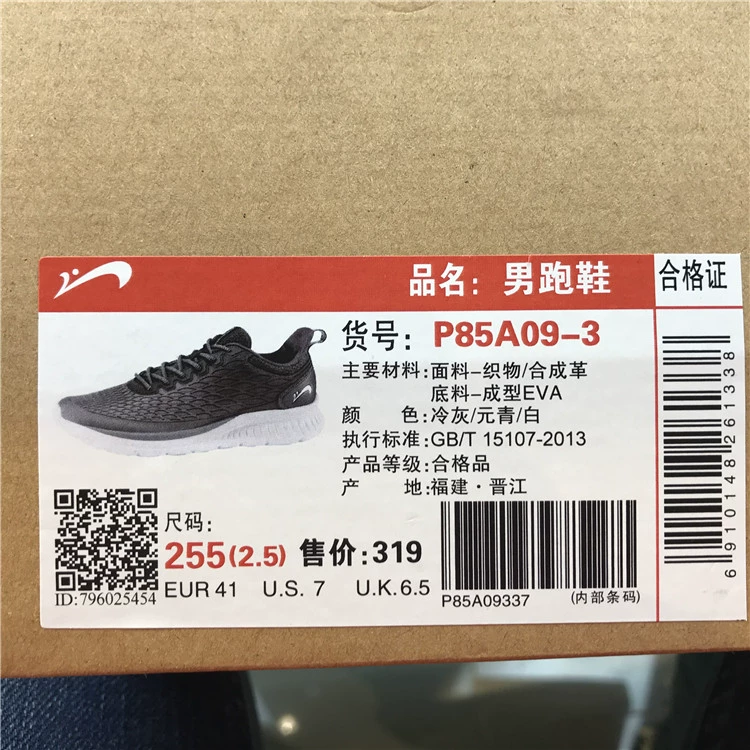 品名：男跑鞋
合格证
货号：P85A09-3
主要材料：面料-织物/合成革
底料-成型EVA
颜 色：冷灰/元青/白
执行标准：GB/T 15107-2013
产品等级：合格品
产 地：福建·晋江
尺码：
255(2.5) 售价：319
EUR 41 U.S. 7 U.K. 6.5
ID:796025454
P85A09337 (内部条码)
6910148261338